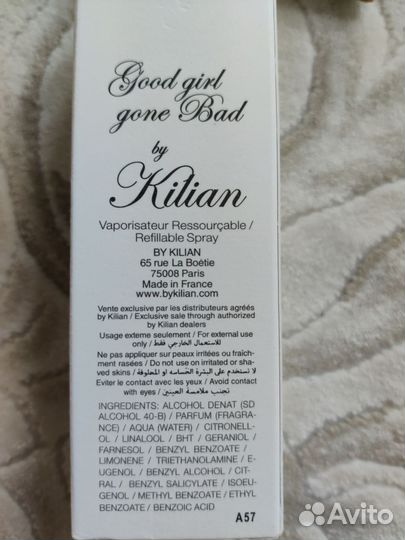 Good girl
gone Bad
by
Kilian
Vaporisateur Ressourçable /
Refillable Spray
BY KILIAN
65 rue La Boëtie
75008 Paris
Made in France
www.bykilian.com
Vente exclusive par les distributeurs agréés
by Kilian / Exclusive sale through authorized
by Kilian dealers
Usage externe seulement / For external use
only / للاستعمال الخارجي فقط
Ne pas appliquer sur peaux irritées ou fraîch-
ment rasées / Do not use on irritated or sha-
ved skins / لا تستخدم على البشرة الحساسه او المحلوقة
Eviter le contact avec les yeux / Avoid contact
with eyes / تجنب ملامسة العينين
INGREDIENTS: ALCOHOL DENAT (SD
ALCOHOL 40-B) / PARFUM (FRAGRA-
NCE) / AQUA (WATER) / CITRONELL-
OL / LINALOOL / BHT / GERANIOL /
FARNESOL / BENZYL BENZOATE /
LIMONENE / TRIETHANOLAMINE / E-
UGENOL / BENZYL ALCOHOL / CIT-
RAL / BENZYL SALICYLATE / ISOEU-
GENOL / METHYL BENZOATE / ETHYL
BENZOATE / BENZOIC ACID
A57
Avito